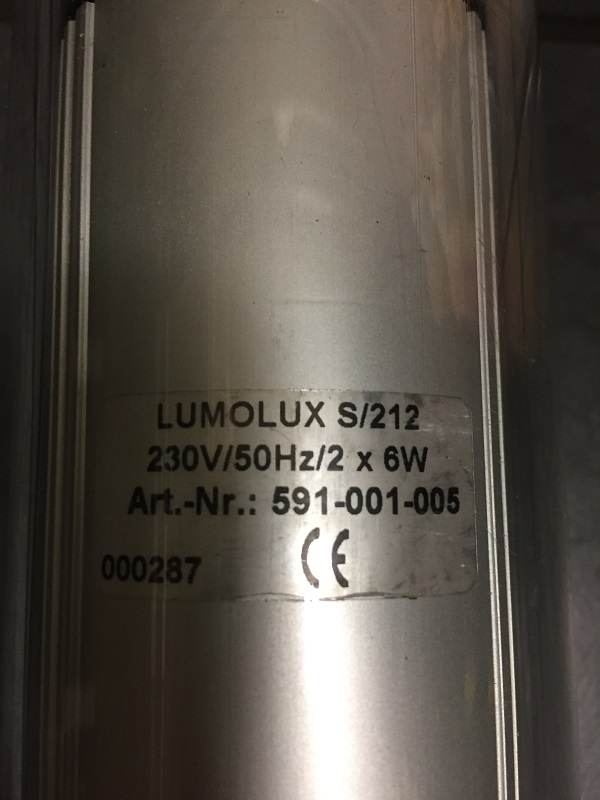 LUMOLUX S/212
230V/50Hz/2 x 6W
Art.-Nr.: 591-001-005
000287 CE